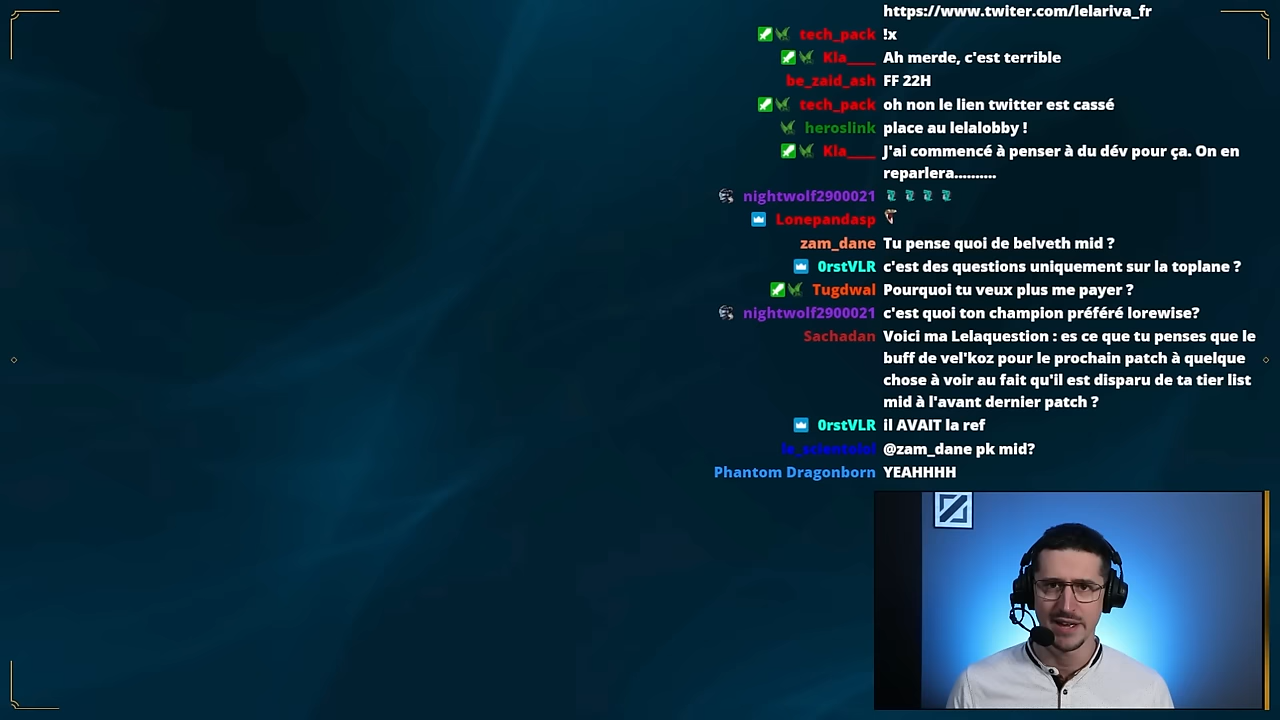 https://www.twiter.com/lelariva_fr
tech_pack !x
Kla____ Ah merde, c'est terrible
be_zaid_ash FF 22H
tech_pack oh non le lien twitter est cassé
heroslink place au lelalobby !
Kla____ J'ai commencé à penser à du dév pour ça. On en
reparlera..........
nightwolf2900021
Lonepandasp
zam_dane Tu pense quoi de belveth mid ?
0rstVLR c'est des questions uniquement sur la toplane ?
Tugdwal Pourquoi tu veux plus me payer ?
nightwolf2900021 c'est quoi ton champion préféré lorewise?
Sachadan Voici ma Lelaquestion : es ce que tu penses que le
buff de vel'koz pour le prochain patch à quelque
chose à voir au fait qu'il est disparu de ta tier list
mid à l'avant dernier patch ?
0rstVLR il AVAIT la ref
@zam_dane pk mid?
Phantom Dragonborn YEAHHHH